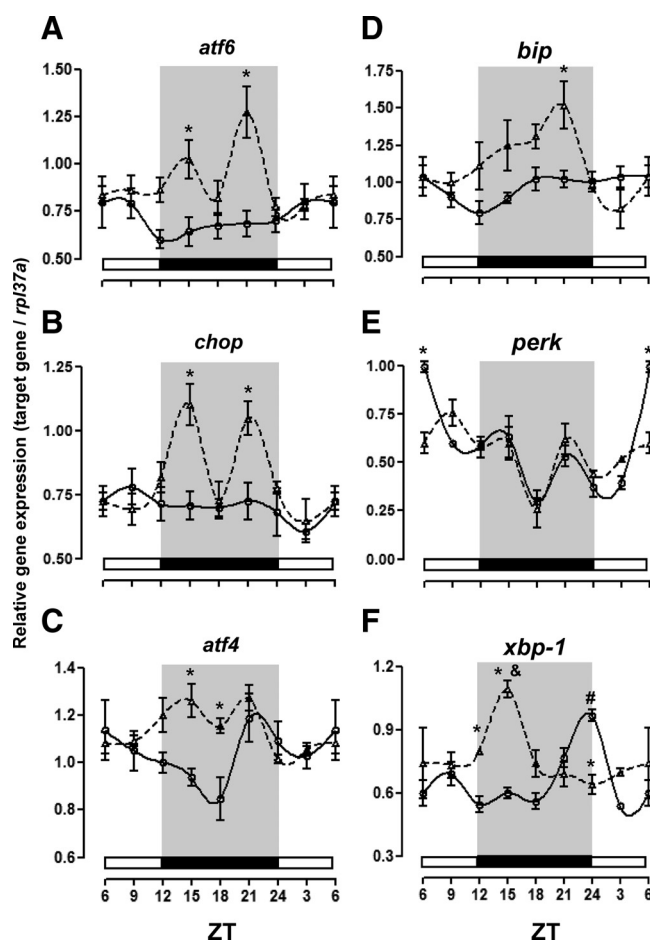 Relative gene expression (target gene / rpl37a)
A
atf6
1.50
*
1.25
*
1.00
0.75
0.50
B
chop
1.25
*
*
1.00
0.75
0.50
C
atf4
1.4
*
*
1.2
1.0
0.8
0.6
6 9 12 15 18 21 24 3 6
ZT
D
bip
1.75
*
1.50
1.25
1.00
0.75
0.50
E
perk
* *
1.00
0.75
0.50
0.25
0.00
F
xbp-1
1.2
* &
#
*
0.9
*
0.6
0.3
6 9 12 15 18 21 24 3 6
ZT